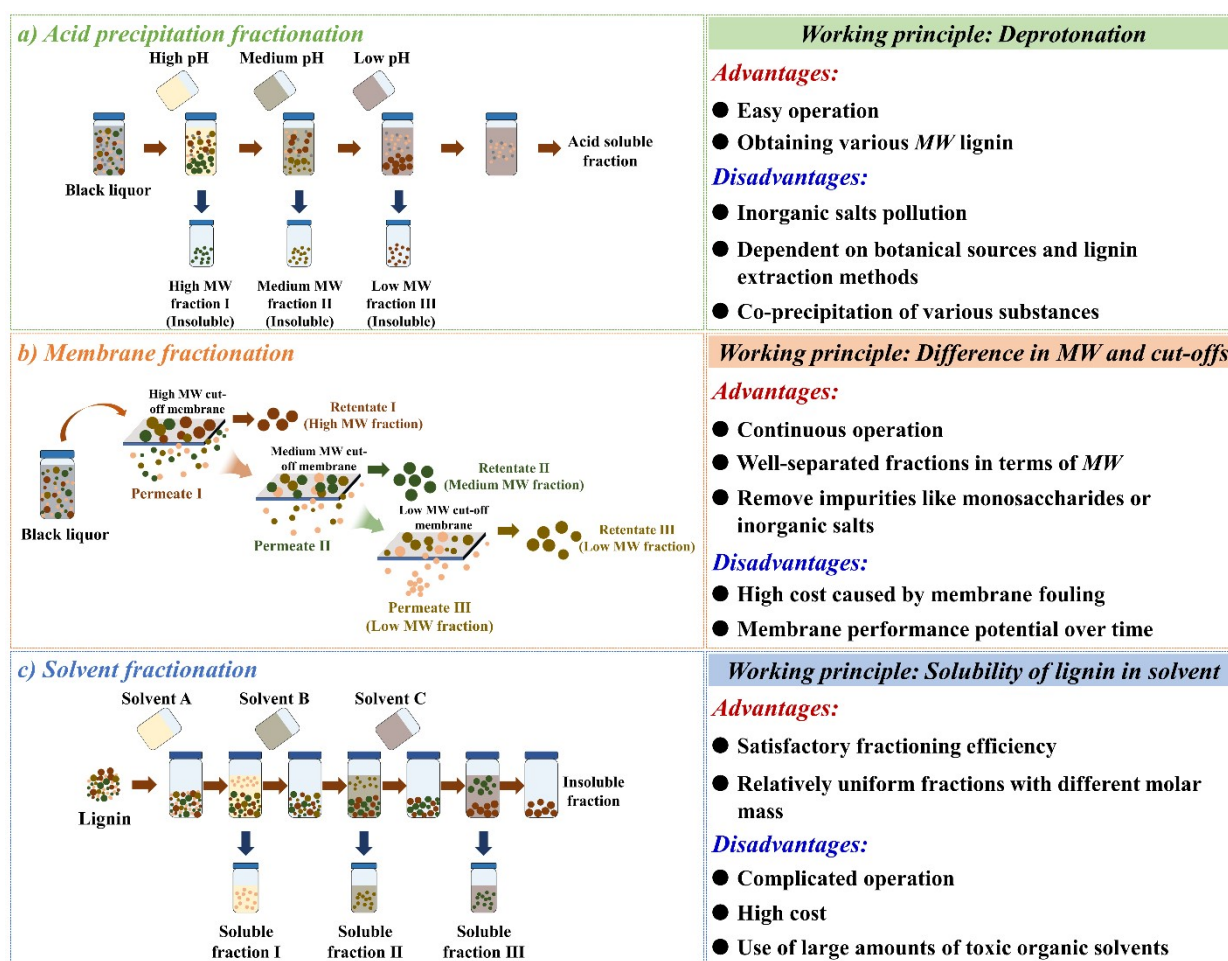 a) Acid precipitation fractionation
High pH
Medium pH
Low pH
Black liquor
Acid soluble
fraction
High MW
fraction I
(Insoluble)
Medium MW
fraction II
(Insoluble)
Low MW
fraction III
(Insoluble)
Working principle: Deprotonation
Advantages:
● Easy operation
● Obtaining various MW lignin
Disadvantages:
● Inorganic salts pollution
● Dependent on botanical sources and lignin
extraction methods
● Co-precipitation of various substances
b) Membrane fractionation
High MW cut-
off membrane
Retentate I
(High MW fraction)
Medium MW cut-
off membrane
Retentate II
(Medium MW fraction)
Permeate I
Black liquor
Low MW cut-off
membrane
Retentate III
(Low MW fraction)
Permeate II
Permeate III
(Low MW fraction)
Working principle: Difference in MW and cut-offs
Advantages:
● Continuous operation
● Well-separated fractions in terms of MW
● Remove impurities like monosaccharides or
inorganic salts
Disadvantages:
● High cost caused by membrane fouling
● Membrane performance potential over time
c) Solvent fractionation
Solvent A
Solvent B
Solvent C
Lignin
Insoluble
fraction
Soluble
fraction I
Soluble
fraction II
Soluble
fraction III
Working principle: Solubility of lignin in solvent
Advantages:
● Satisfactory fractioning efficiency
● Relatively uniform fractions with different molar
mass
Disadvantages:
● Complicated operation
● High cost
● Use of large amounts of toxic organic solvents